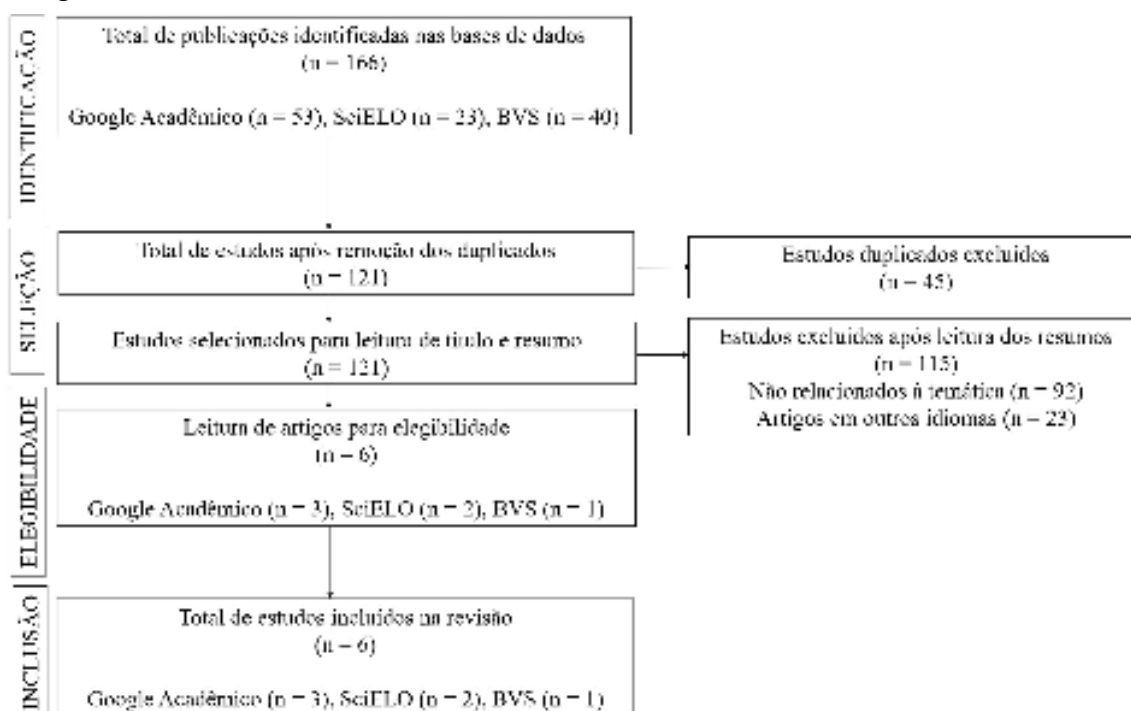 IDENTIFICAÇÃO
Total de publicações identificadas nas bases de dados
(n = 166)
Google Acadêmico (n = 53), SciELO (n = 23), BVS (n = 40)
SELEÇÃO
Total de estudos após remoção dos duplicados
(n = 121)
Estudos duplicados excluídos
(n = 45)
Estudos selecionados para leitura de título e resumo
(n = 121)
Estudos excluídos após leitura dos resumos
(n = 115)
Não relacionados à temática (n = 92)
Artigos em outros idiomas (n = 23)
ELEGIBILIDADE
Leitura de artigos para elegibilidade
(n = 6)
Google Acadêmico (n = 3), SciELO (n = 2), BVS (n = 1)
INCLUSÃO
Total de estudos incluídos na revisão
(n = 6)
Google Acadêmico (n = 3), SciELO (n = 2), BVS (n = 1)